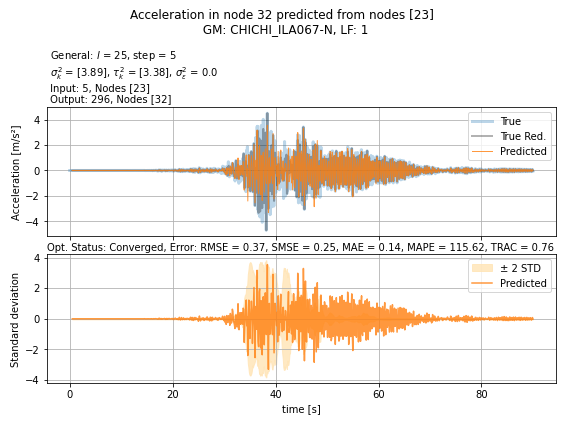 Acceleration in node 32 predicted from nodes [23]
GM: CHICHI_ILA067-N, LF: 1
General: l = 25, step = 5
σ²ₖ = [3.89], τ²ₖ = [3.38], σ²ε = 0.0
Input: 5, Nodes [23]
Output: 296, Nodes [32]
Acceleration [m/s²]
4
2
0
−2
−4
True
True Red.
Predicted
Opt. Status: Converged, Error: RMSE = 0.37, SMSE = 0.25, MAE = 0.14, MAPE = 115.62, TRAC = 0.76
Standard deviation
4
2
0
−2
−4
± 2 STD
Predicted
0 20 40 60 80
time [s]